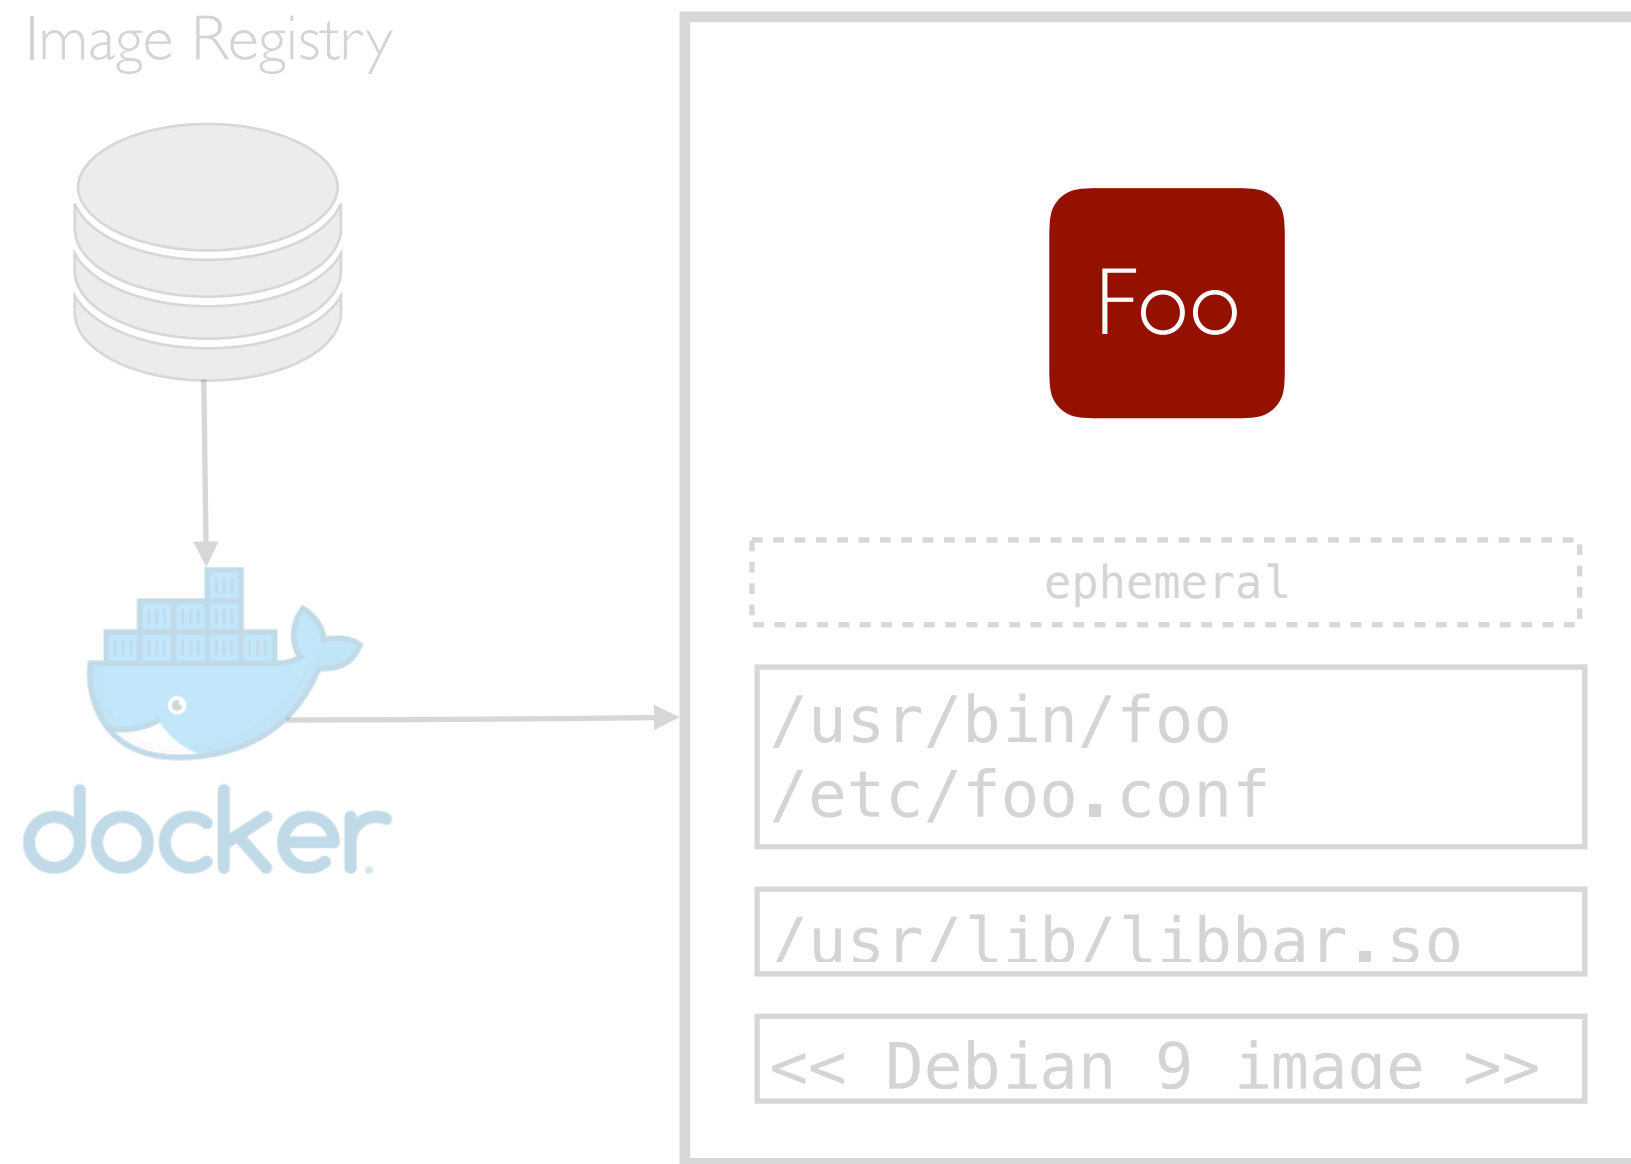 Image Registry
Foo
ephemeral
/usr/bin/foo
/etc/foo.conf
docker
/usr/lib/libbar.so
<< Debian 9 image >>